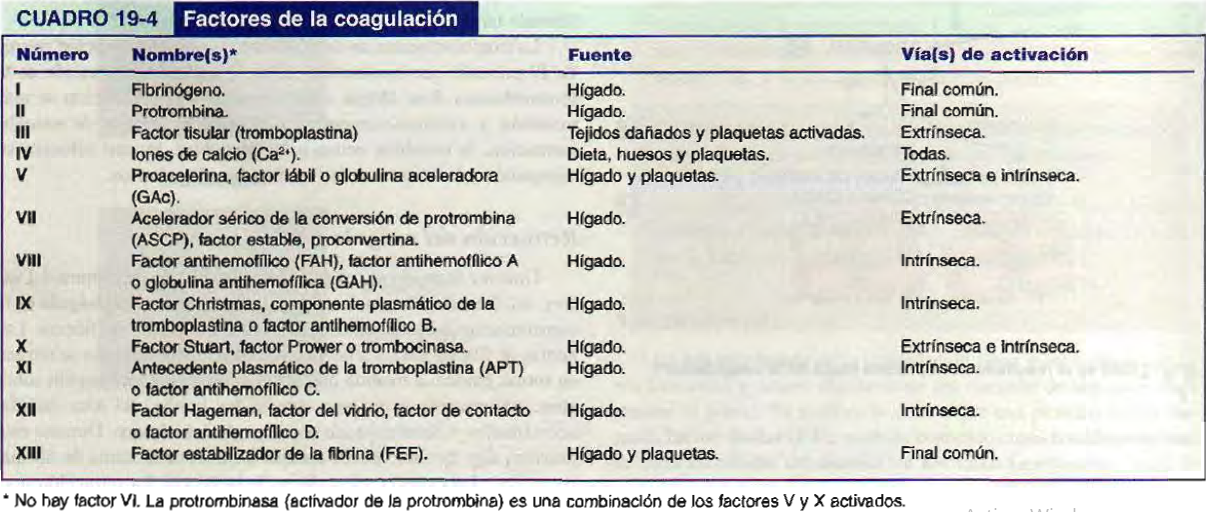 CUADRO 19-4 Factores de la coagulación
Número Nombre(s)* Fuente Vía(s) de activación
I Fibrinógeno. Hígado. Final común.
II Protrombina. Hígado. Final común.
III Factor tisular (tromboplastina) Tejidos dañados y plaquetas activadas. Extrínseca.
IV Iones de calcio (Ca²⁺). Dieta, huesos y plaquetas. Todas.
V Proacelerina, factor lábil o globulina aceleradora Hígado y plaquetas. Extrínseca e intrínseca.
(GAc).
VII Acelerador sérico de la conversión de protrombina Hígado. Extrínseca.
(ASCP), factor estable, proconvertina.
VIII Factor antihemofílico (FAH), factor antihemofílico A Hígado. Intrínseca.
o globulina antihemofílica (GAH).
IX Factor Christmas, componente plasmático de la Hígado. Intrínseca.
tromboplastina o factor antihemofílico B.
X Factor Stuart, factor Prower o trombocinasa. Hígado. Extrínseca e intrínseca.
XI Antecedente plasmático de la tromboplastina (APT) Hígado. Intrínseca.
o factor antihemofílico C.
XII Factor Hageman, factor del vidrio, factor de contacto Hígado. Intrínseca.
o factor antihemofílico D.
XIII Factor estabilizador de la fibrina (FEF). Hígado y plaquetas. Final común.
* No hay factor VI. La protrombinasa (activador de la protrombina) es una combinación de los factores V y X activados.